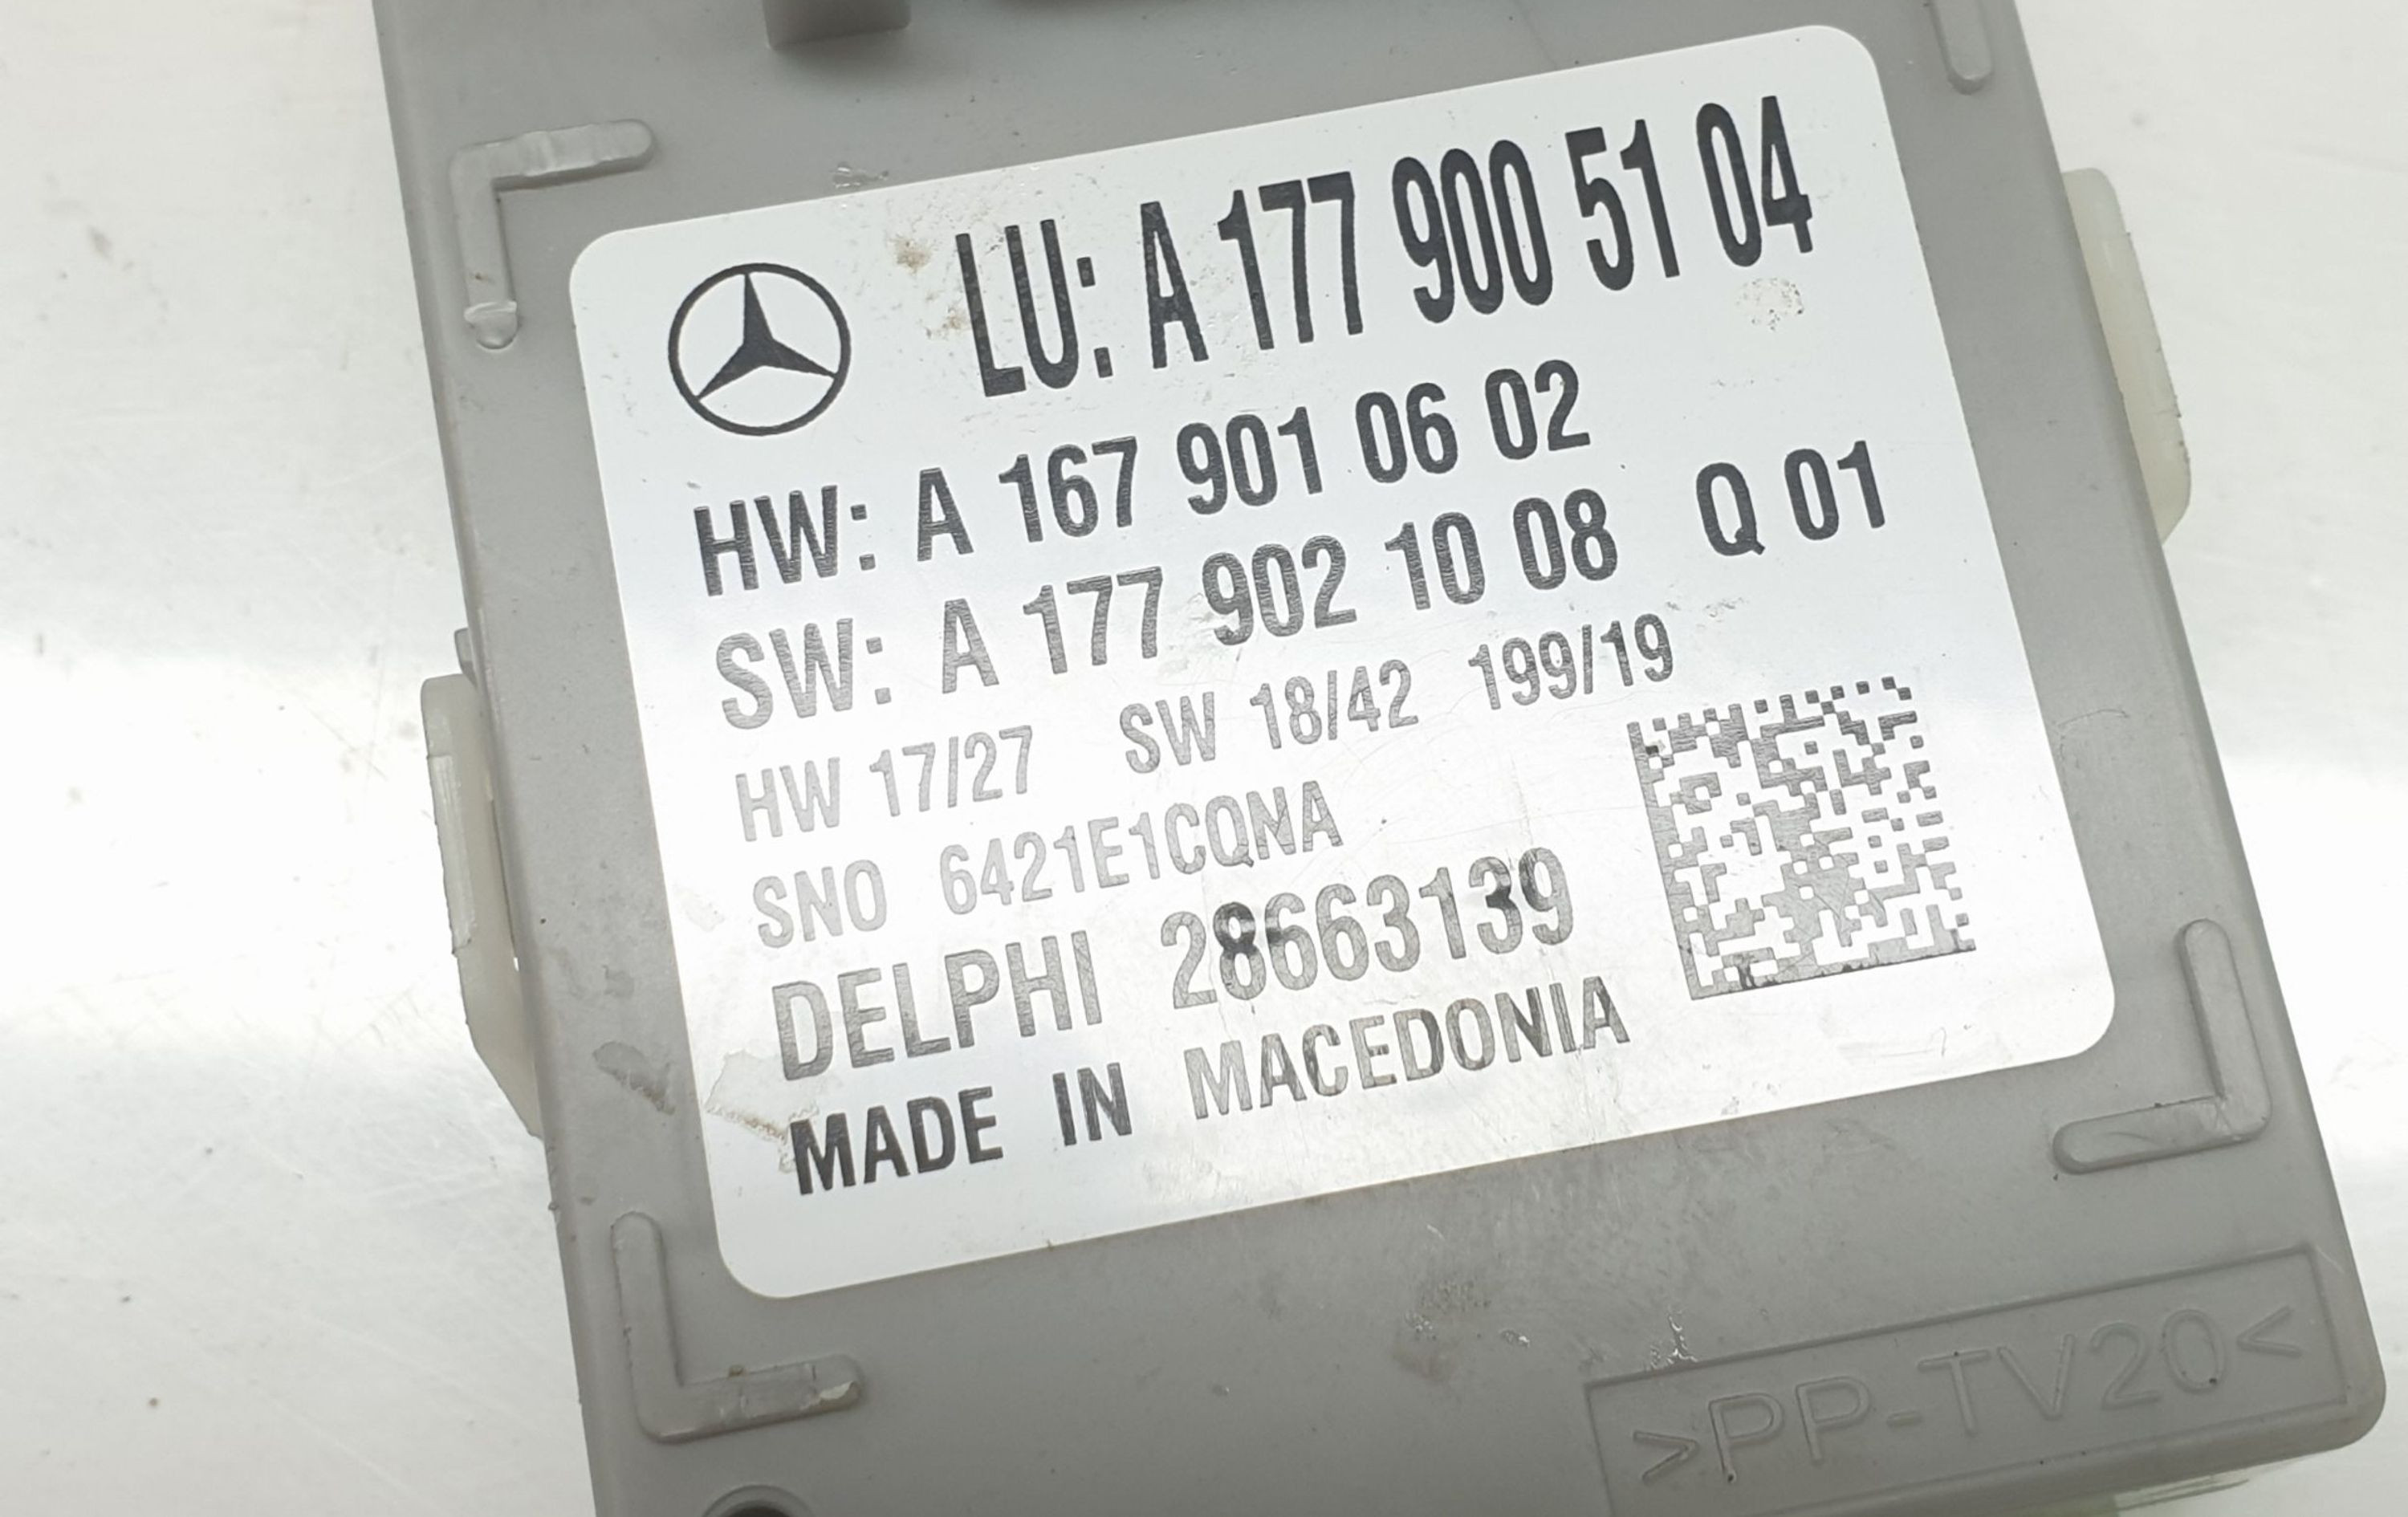 LU: A 177 900 51 04
HW: A 167 901 06 02
SW: A 177 902 10 08 Q 01
HW 17/27 SW 18/42 199/19
SNO 6421E1CQNA
DELPHI 28663139
MADE IN MACEDONIA
>PP-TV20<